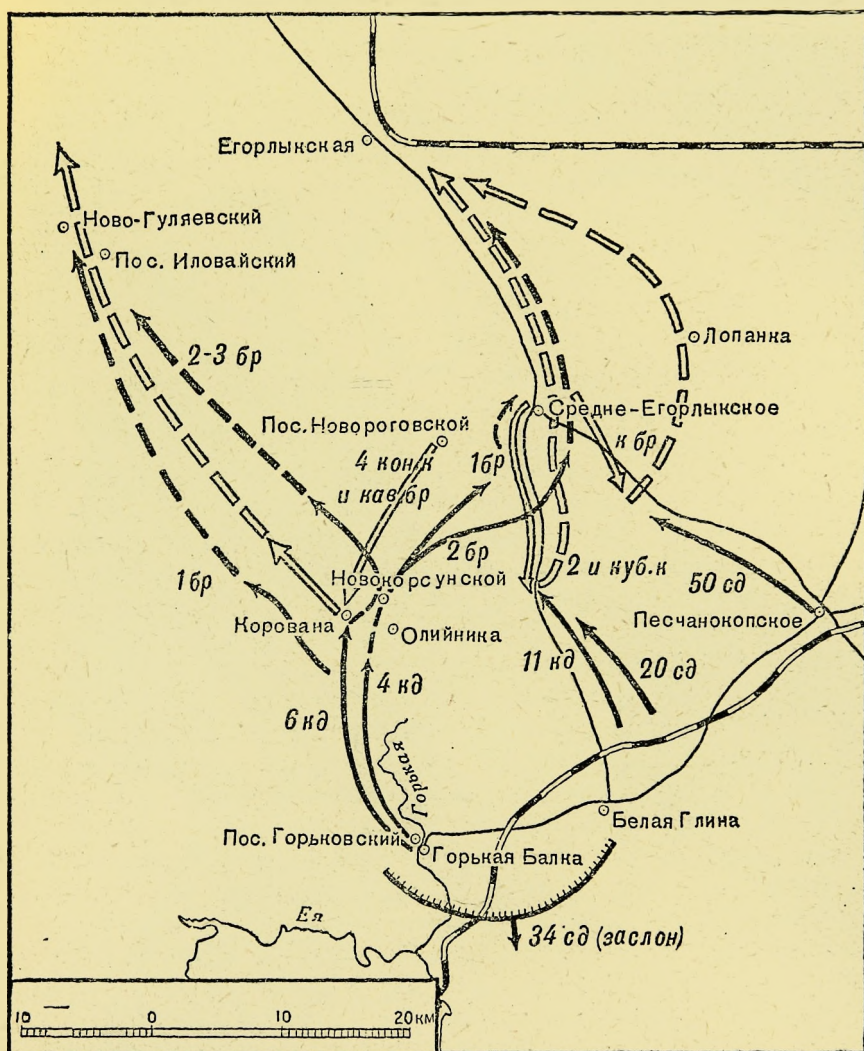 Егорлыкская
Ново-Гуляевский
Пос. Иловайский
Лопанка
2-3 бр
Средне-Егорлыкское
Пос. Новороговской
4 кон.к
и кав.бр
1бр
к бр
2 бр
2 и куб.к
50 сд
1бр
Новокорсунской
Корована
Олийника
Песчанокопское
11 кд
20 сд
4 кд
6 кд
Горькая
Белая Глина
Пос. Горьковский
Горькая Балка
Ея
34 сд (заслон)
10 0 10 20 км